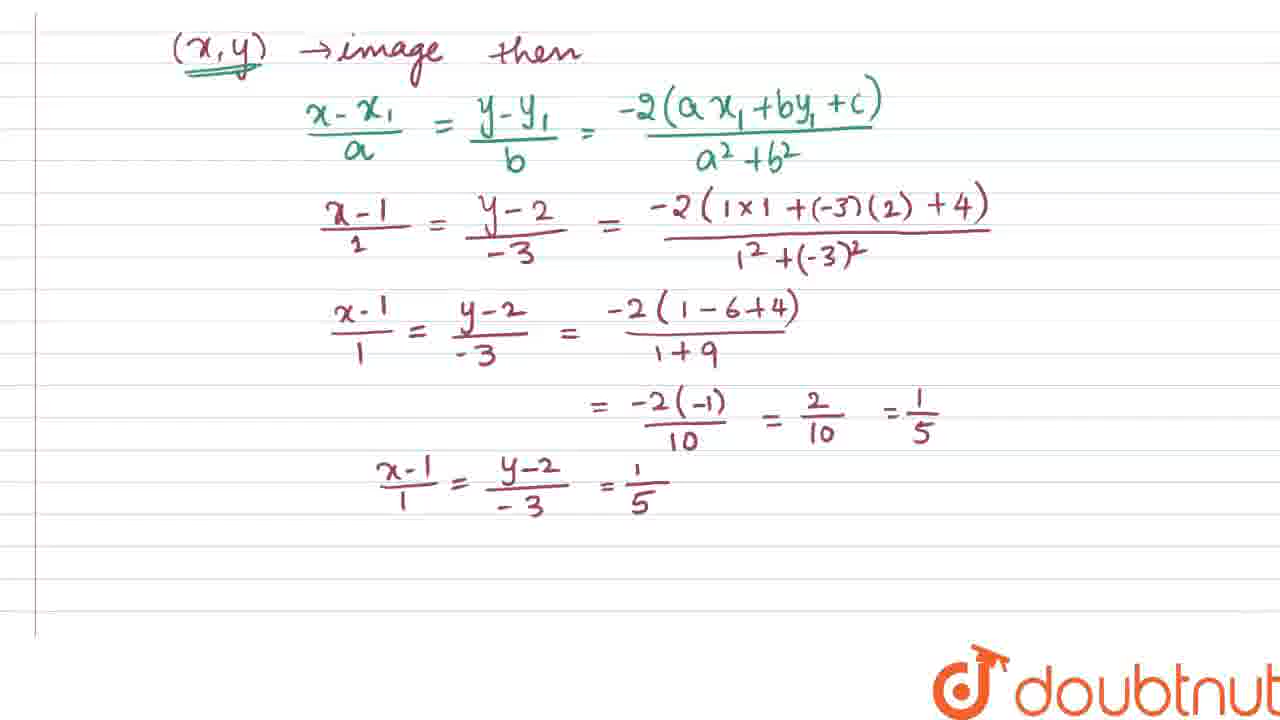 (x,y) → image then
x-x₁/a = y-y₁/b = -2(ax₁+by₁+c)/a²+b²
x-1/1 = y-2/-3 = -2(1×1+(-3)(2)+4)/1²+(-3)²
x-1/1 = y-2/-3 = -2(1-6+4)/1+9
= -2(-1)/10 = 2/10 = 1/5
x-1/1 = y-2/-3 = 1/5
doubtnut